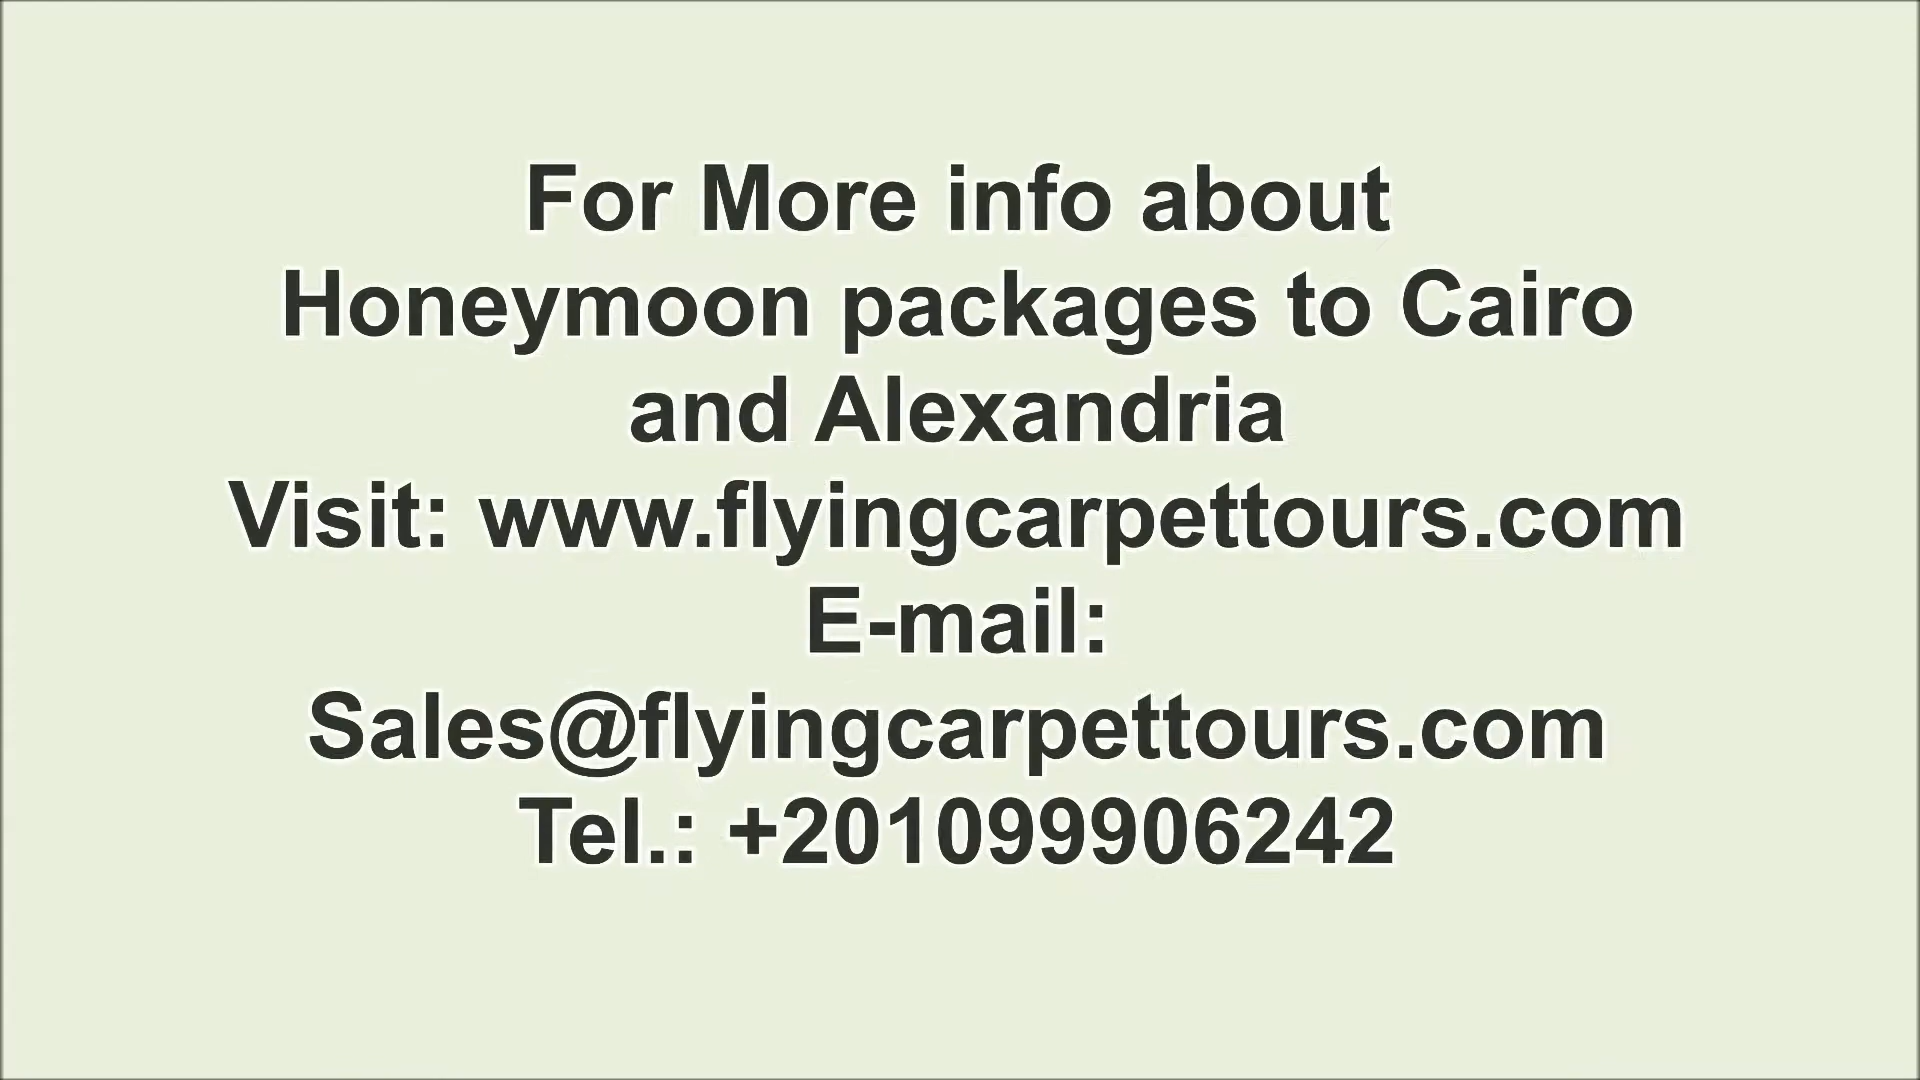 For More info about
Honeymoon packages to Cairo
and Alexandria
Visit: www.flyingcarpettours.com
E-mail:
Sales@flyingcarpettours.com
Tel.: +201099906242